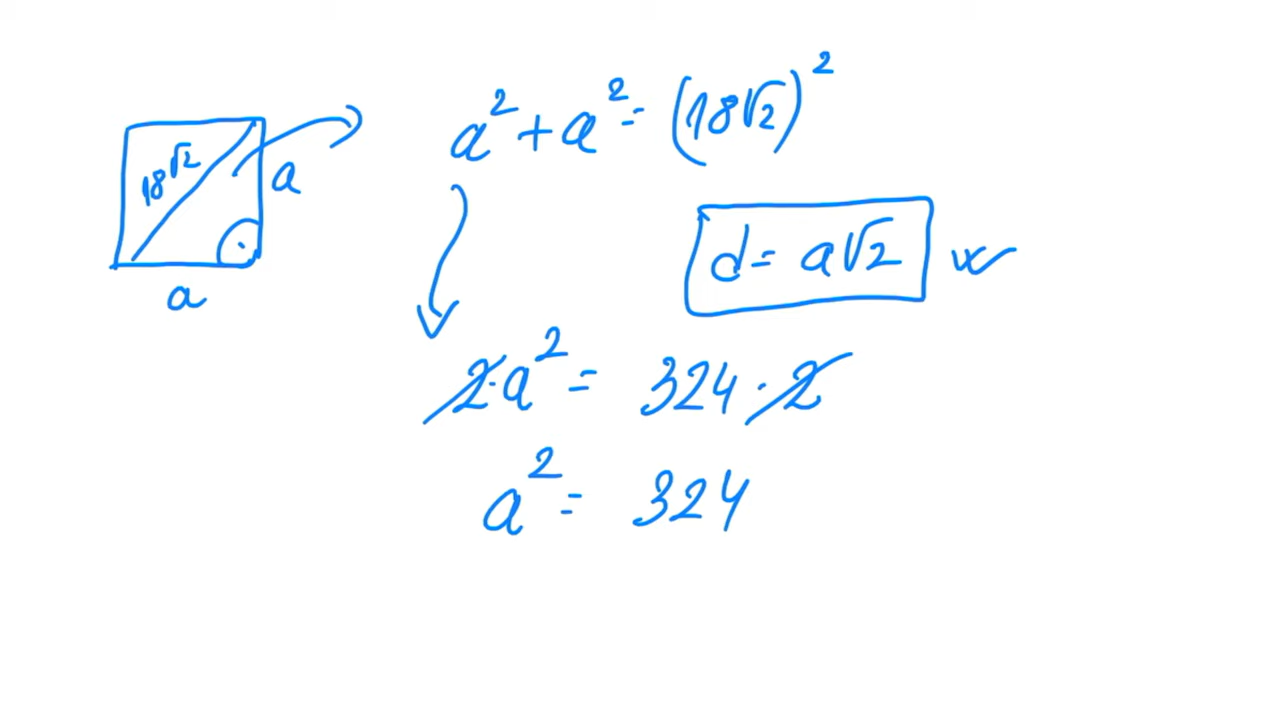 a² + a² = (18√2)²
18√2
a
a
d = a√2
2·a² = 324·2
a² = 324